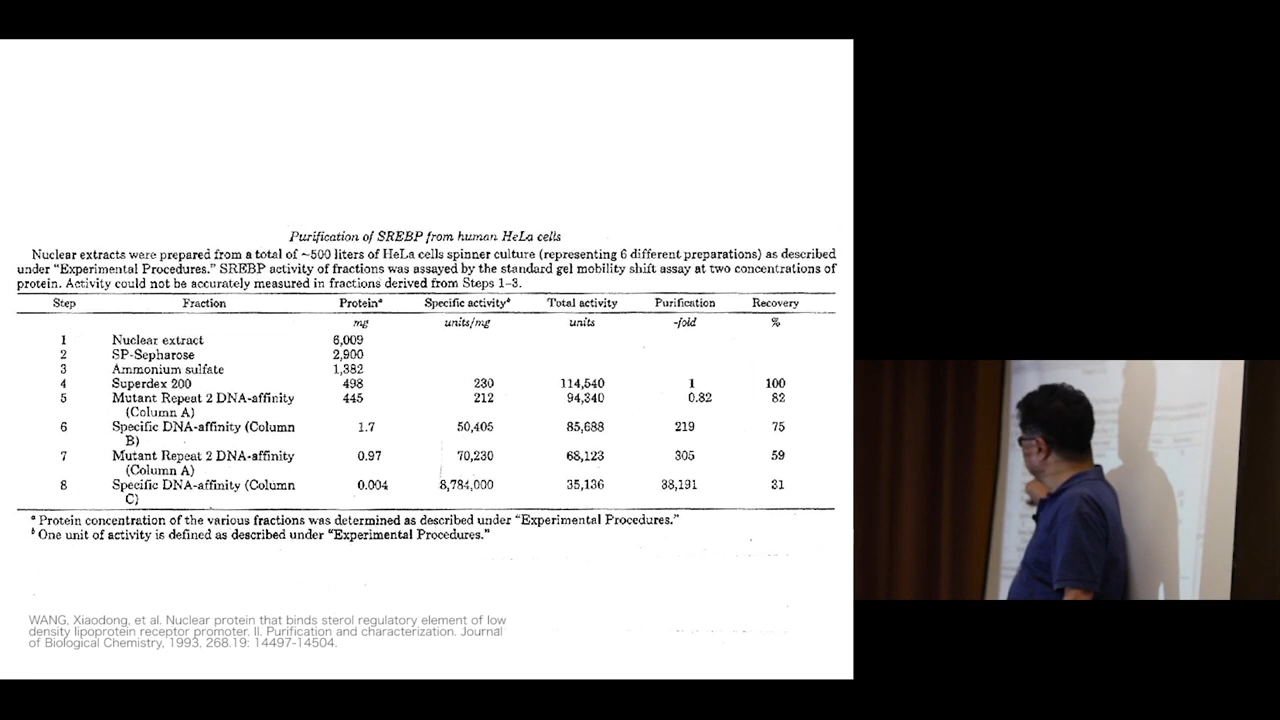 Purification of SREBP from human HeLa cells
Nuclear extracts were prepared from a total of ~500 liters of HeLa cells spinner culture (representing 6 different preparations) as described
under "Experimental Procedures." SREBP activity of fractions was assayed by the standard gel mobility shift assay at two concentrations of
protein. Activity could not be accurately measured in fractions derived from Steps 1-3.
Step Fraction Proteinᵃ Specific activityᵇ Total activity Purification Recovery
mg units/mg units -fold %
1 Nuclear extract 6,009
2 SP-Sepharose 2,900
3 Ammonium sulfate 1,382
4 Superdex 200 498 230 114,540 1 100
5 Mutant Repeat 2 DNA-affinity 445 212 94,340 0.82 82
(Column A)
6 Specific DNA-affinity (Column 1.7 50,405 85,688 219 75
B)
7 Mutant Repeat 2 DNA-affinity 0.97 70,230 68,123 305 59
(Column A)
8 Specific DNA-affinity (Column 0.004 8,784,000 35,136 38,191 31
C)
ᵃ Protein concentration of the various fractions was determined as described under "Experimental Procedures."
ᵇ One unit of activity is defined as described under "Experimental Procedures."
WANG, Xiaodong, et al. Nuclear protein that binds sterol regulatory element of low
density lipoprotein receptor promoter. II. Purification and characterization. Journal
of Biological Chemistry, 1993, 268.19: 14497-14504.